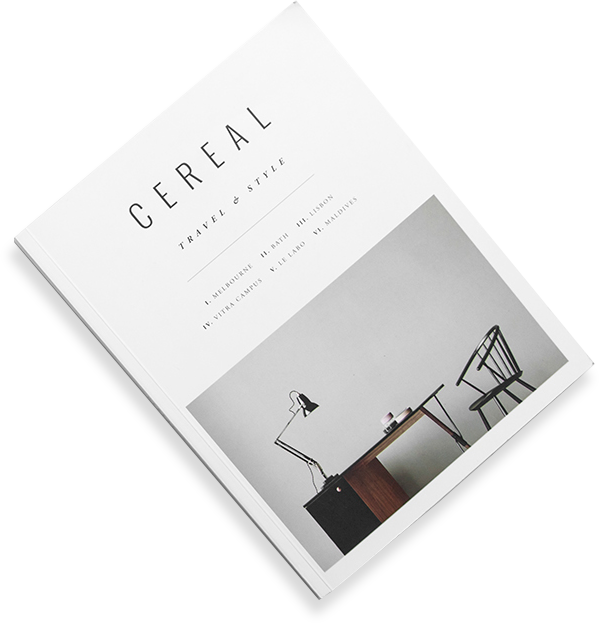 CEREAL
TRAVEL & STYLE
I. MELBOURNE II. BATH III. LISBON
IV. VITRA CAMPUS V. LE LABO VI. MALDIVES